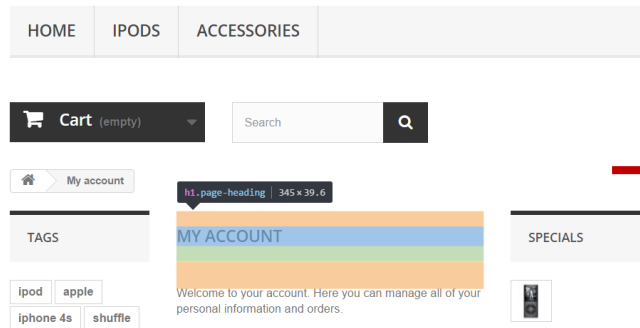 HOME IPODS ACCESSORIES
Cart (empty) Search
My account
h1.page-heading 345 × 39.6
TAGS MY ACCOUNT SPECIALS
ipod apple Welcome to your account. Here you can manage all of your
iphone 4s shuffle personal information and orders.